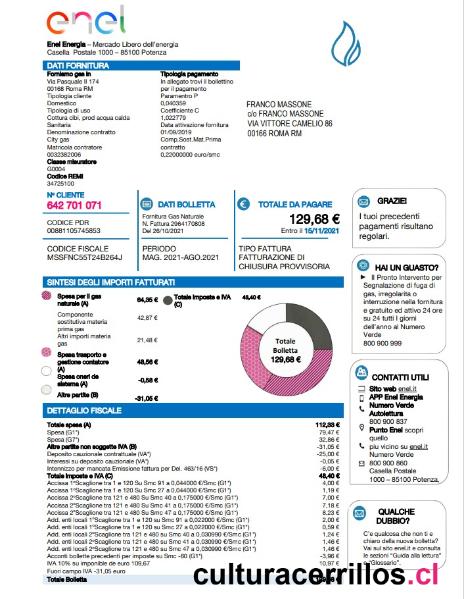 enel
Enel Energia – Mercato Libero dell'energia
Casella Postale 1000 – 85100 Potenza
DATI FORNITURA
Forniamo gas in
Via Pasquale II 174
00168 Roma RM
Tipologia cliente
Domestico
Tipologia di uso
Cottura cibi, prod acqua calda
Sanitaria
Denominazione contratto
City gas
Matricola contratore
0032382006
Classe misuratore
G0004
Codice REMI
34725100
Tipologia pagamento
In allegato trovi il bollettino
per il pagamento
Paramentro P
0,040359
Coefficiente C
1,022779
Data attivazione fornitura
01/09/2019
Comp.Sost.Mat.Prima
contratto
0,22000000 euro/smc
FRANCO MASSONE
c/o FRANCO MASSONE
VIA VITTORE CAMELIO 86
00166 ROMA RM
N° CLIENTE
642 701 071
CODICE PDR
00881105745853
CODICE FISCALE
MSSFNC55T24B264J
DATI BOLLETTA
Fornitura Gas Naturale
N. Fattura 2964170808
Del 26/10/2021
PERIODO
MAG. 2021-AGO.2021
TOTALE DA PAGARE
129,68 €
Entro il 15/11/2021
TIPO FATTURA
FATTURAZIONE DI
CHIUSURA PROVVISORIA
GRAZIE!
I tuoi precedenti
pagamenti risultano
regolari.
SINTESI DEGLI IMPORTI FATTURATI
Spesa per il gas
naturale (A)
64,35 €
Componente
sostitutiva materia
prima gas
42,87 €
Altri importi materia
gas
21,48 €
Spesa trasporto e
gestione contatore
(A)
48,56 €
Spesa oneri de
sistema (A)
-0,58 €
Altre partite (B)
-31,05 €
Totale Imposte e IVA
(C)
48,40 €
Totale
Bolletta
129,68 €
HAI UN GUASTO?
Il Pronto Intervento per
Segnalazione di fuga di
gas, irregolarita o
interruzione nella fornitura
e gratuito ed attivo 24 ore
su 24 tutti i giorni
dell'anno al Numero
Verde
800 900 999
CONTATTI UTILI
Sito web enel.it
APP Enel Energia
Numero Verde
Autolettura
800 900 837
Punto Enel scopri
quello
piu vicino su enel.it
Numero Verde
800 900 860
Casella Postale
1000 – 85100 Potenza,
DETTAGLIO FISCALE
Totale spesa (A) 112,33 €
Spesa (G1*) 79,47 €
Spesa (G7*) 32,86 €
Altre partite non soggette IVA (B) -31,05 €
Deposito cauzionale contrattuale (VA*) -25,00 €
Interessi su deposito cauzionale (VA*) -0,05 €
Intennizzo per mancata Emissione fattura per Del. 463/16 (VS*) -6,00 €
Totale Imposte e IVA (C) 48,40 €
Accissa 1°Scaglione tra 1 e 120 Su Smc 91 a 0,044000 €/Smc (G1*) 4,00 €
Accisa 1°Scaglione tra 1 e 120 Su Smc 27 a 0,044000 €/Smc (G1*) 1,19 €
Accisa 2°Scaglione tra 121 e 480 Su Smc 40 a 0,175000 €/Smc (G1*) 7,00 €
Accisa 2°Scaglione tra 121 e 480 Su Smc 41 a 0,175000 €/Smc (G1*) 7,18 €
Accisa 2°Scaglione tra 121 e 480 Su Smc 47 a 0,175000 €/Smc (G1*) 8,23 €
Add. enti locali 1°Scaglione tra 1 e 120 su Smc 91 a 0,022000 €/Smc (G1*) 2,00 €
Add. enti locali 1°Scaglione tra 1 e 120 su Smc 27 a 0,022000 €/Smc (G1*) 0,59 €
Add. enti locali 2°Scaglione tra 121 e 480 su Smc 40 a 0,030990 €/Smc (G1*) 1,24 €
Add. enti locali 2°Scaglione tra 121 e 480 su Smc 41 a 0,030990 €/Smc (G1*) 1,27 €
Add. enti locali 2°Scaglione tra 121 e 480 su Smc 47 a 0,030990 €/Smc (G1*) 1,46 €
Acconti bollette precedenti per imposte su Smc -60 (G1*) -3,96 €
IVA 10% su imponibile de euro 109,67 10,97 €
Fuori campo IVA -31,05 euro
Totale Bolletta
QUALCHE
DUBBIO?
C'e qualcosa che non ti e
chiaro della nuova bolletta?
Vai sul sito enel.it e consulta
le sezioni "Guida alla lettura"
e "Glossario".
culturacerrillos.cl